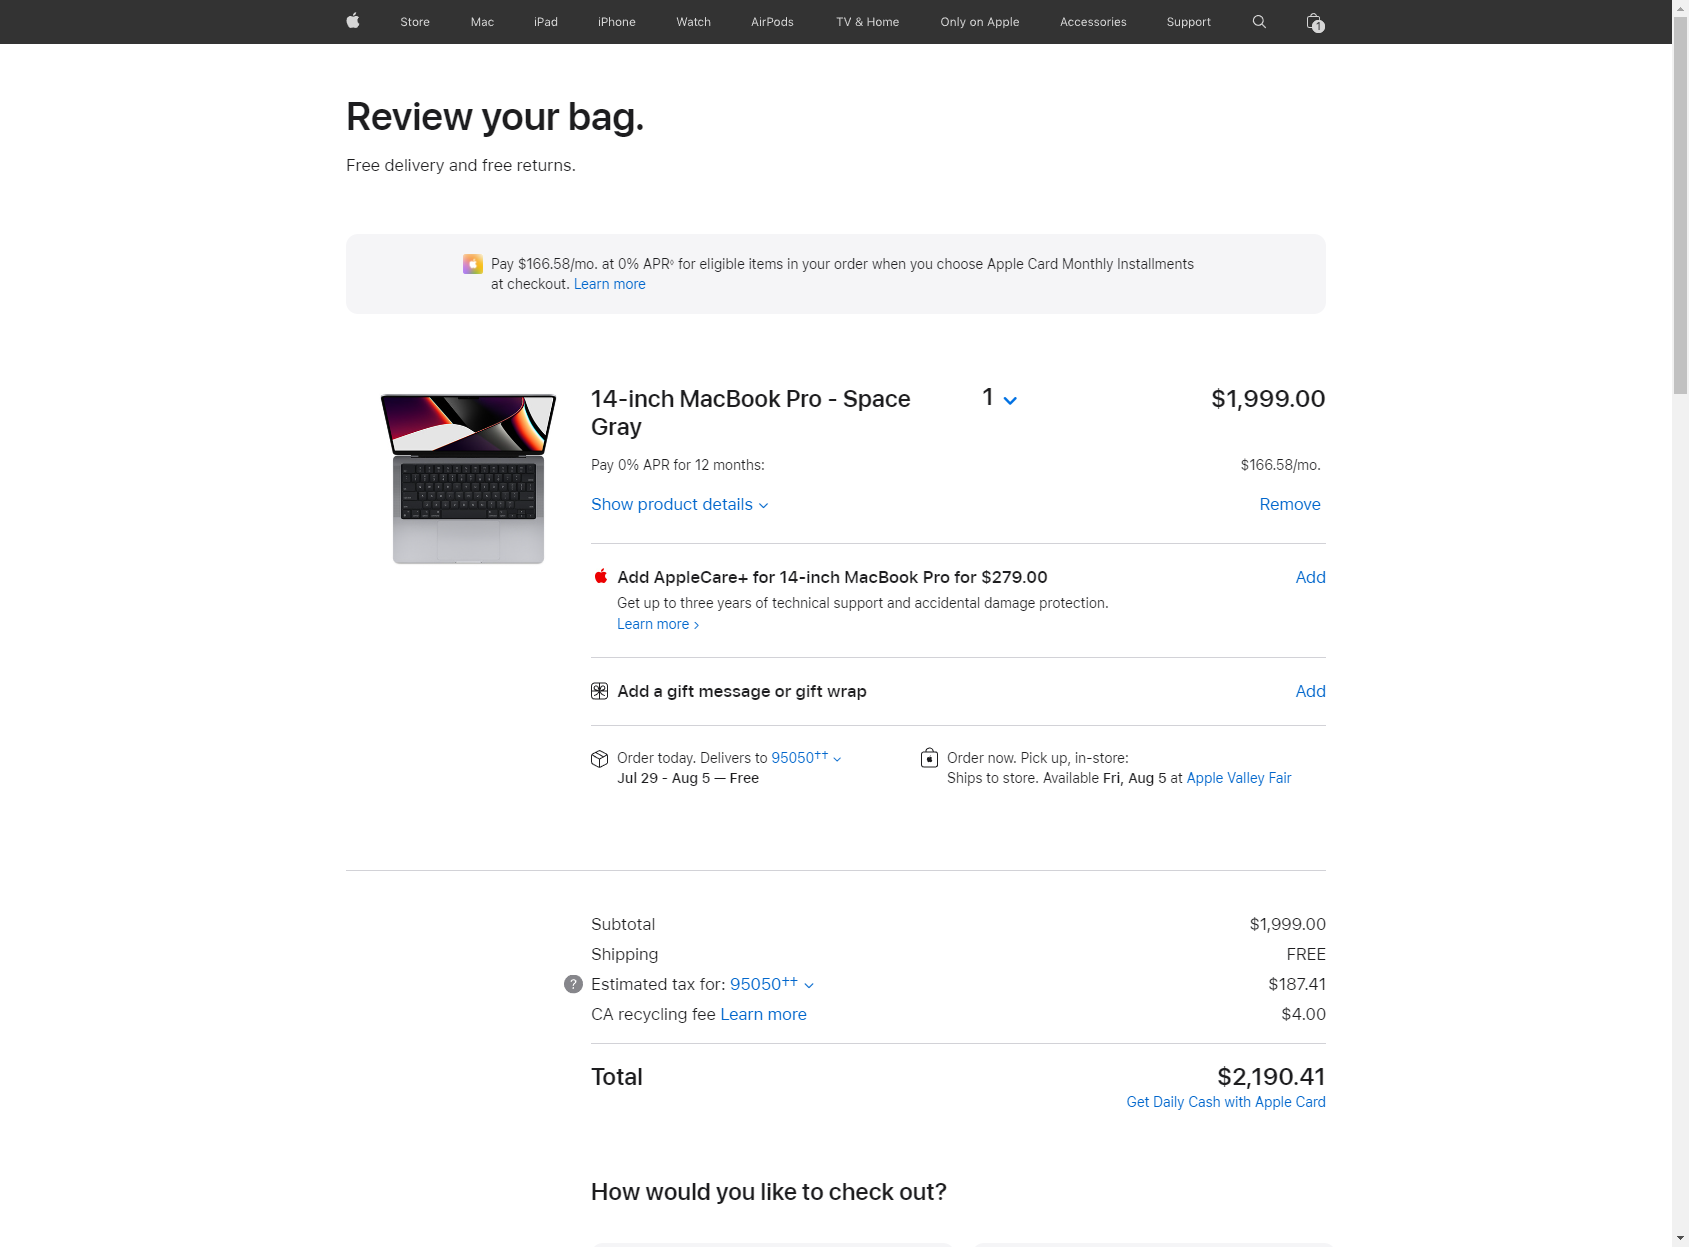 Store Mac iPad iPhone Watch AirPods TV & Home Only on Apple Accessories Support 1
Review your bag.
Free delivery and free returns.
Pay $166.58/mo. at 0% APR◊ for eligible items in your order when you choose Apple Card Monthly Installments
at checkout. Learn more
14-inch MacBook Pro - Space 1 $1,999.00
Gray
Pay 0% APR for 12 months: $166.58/mo.
Show product details Remove
Add AppleCare+ for 14-inch MacBook Pro for $279.00 Add
Get up to three years of technical support and accidental damage protection.
Learn more >
Add a gift message or gift wrap Add
Order today. Delivers to 95050†† Order now. Pick up, in-store:
Jul 29 - Aug 5 — Free Ships to store. Available Fri, Aug 5 at Apple Valley Fair
Subtotal $1,999.00
Shipping FREE
? Estimated tax for: 95050†† $187.41
CA recycling fee Learn more $4.00
Total $2,190.41
Get Daily Cash with Apple Card
How would you like to check out?